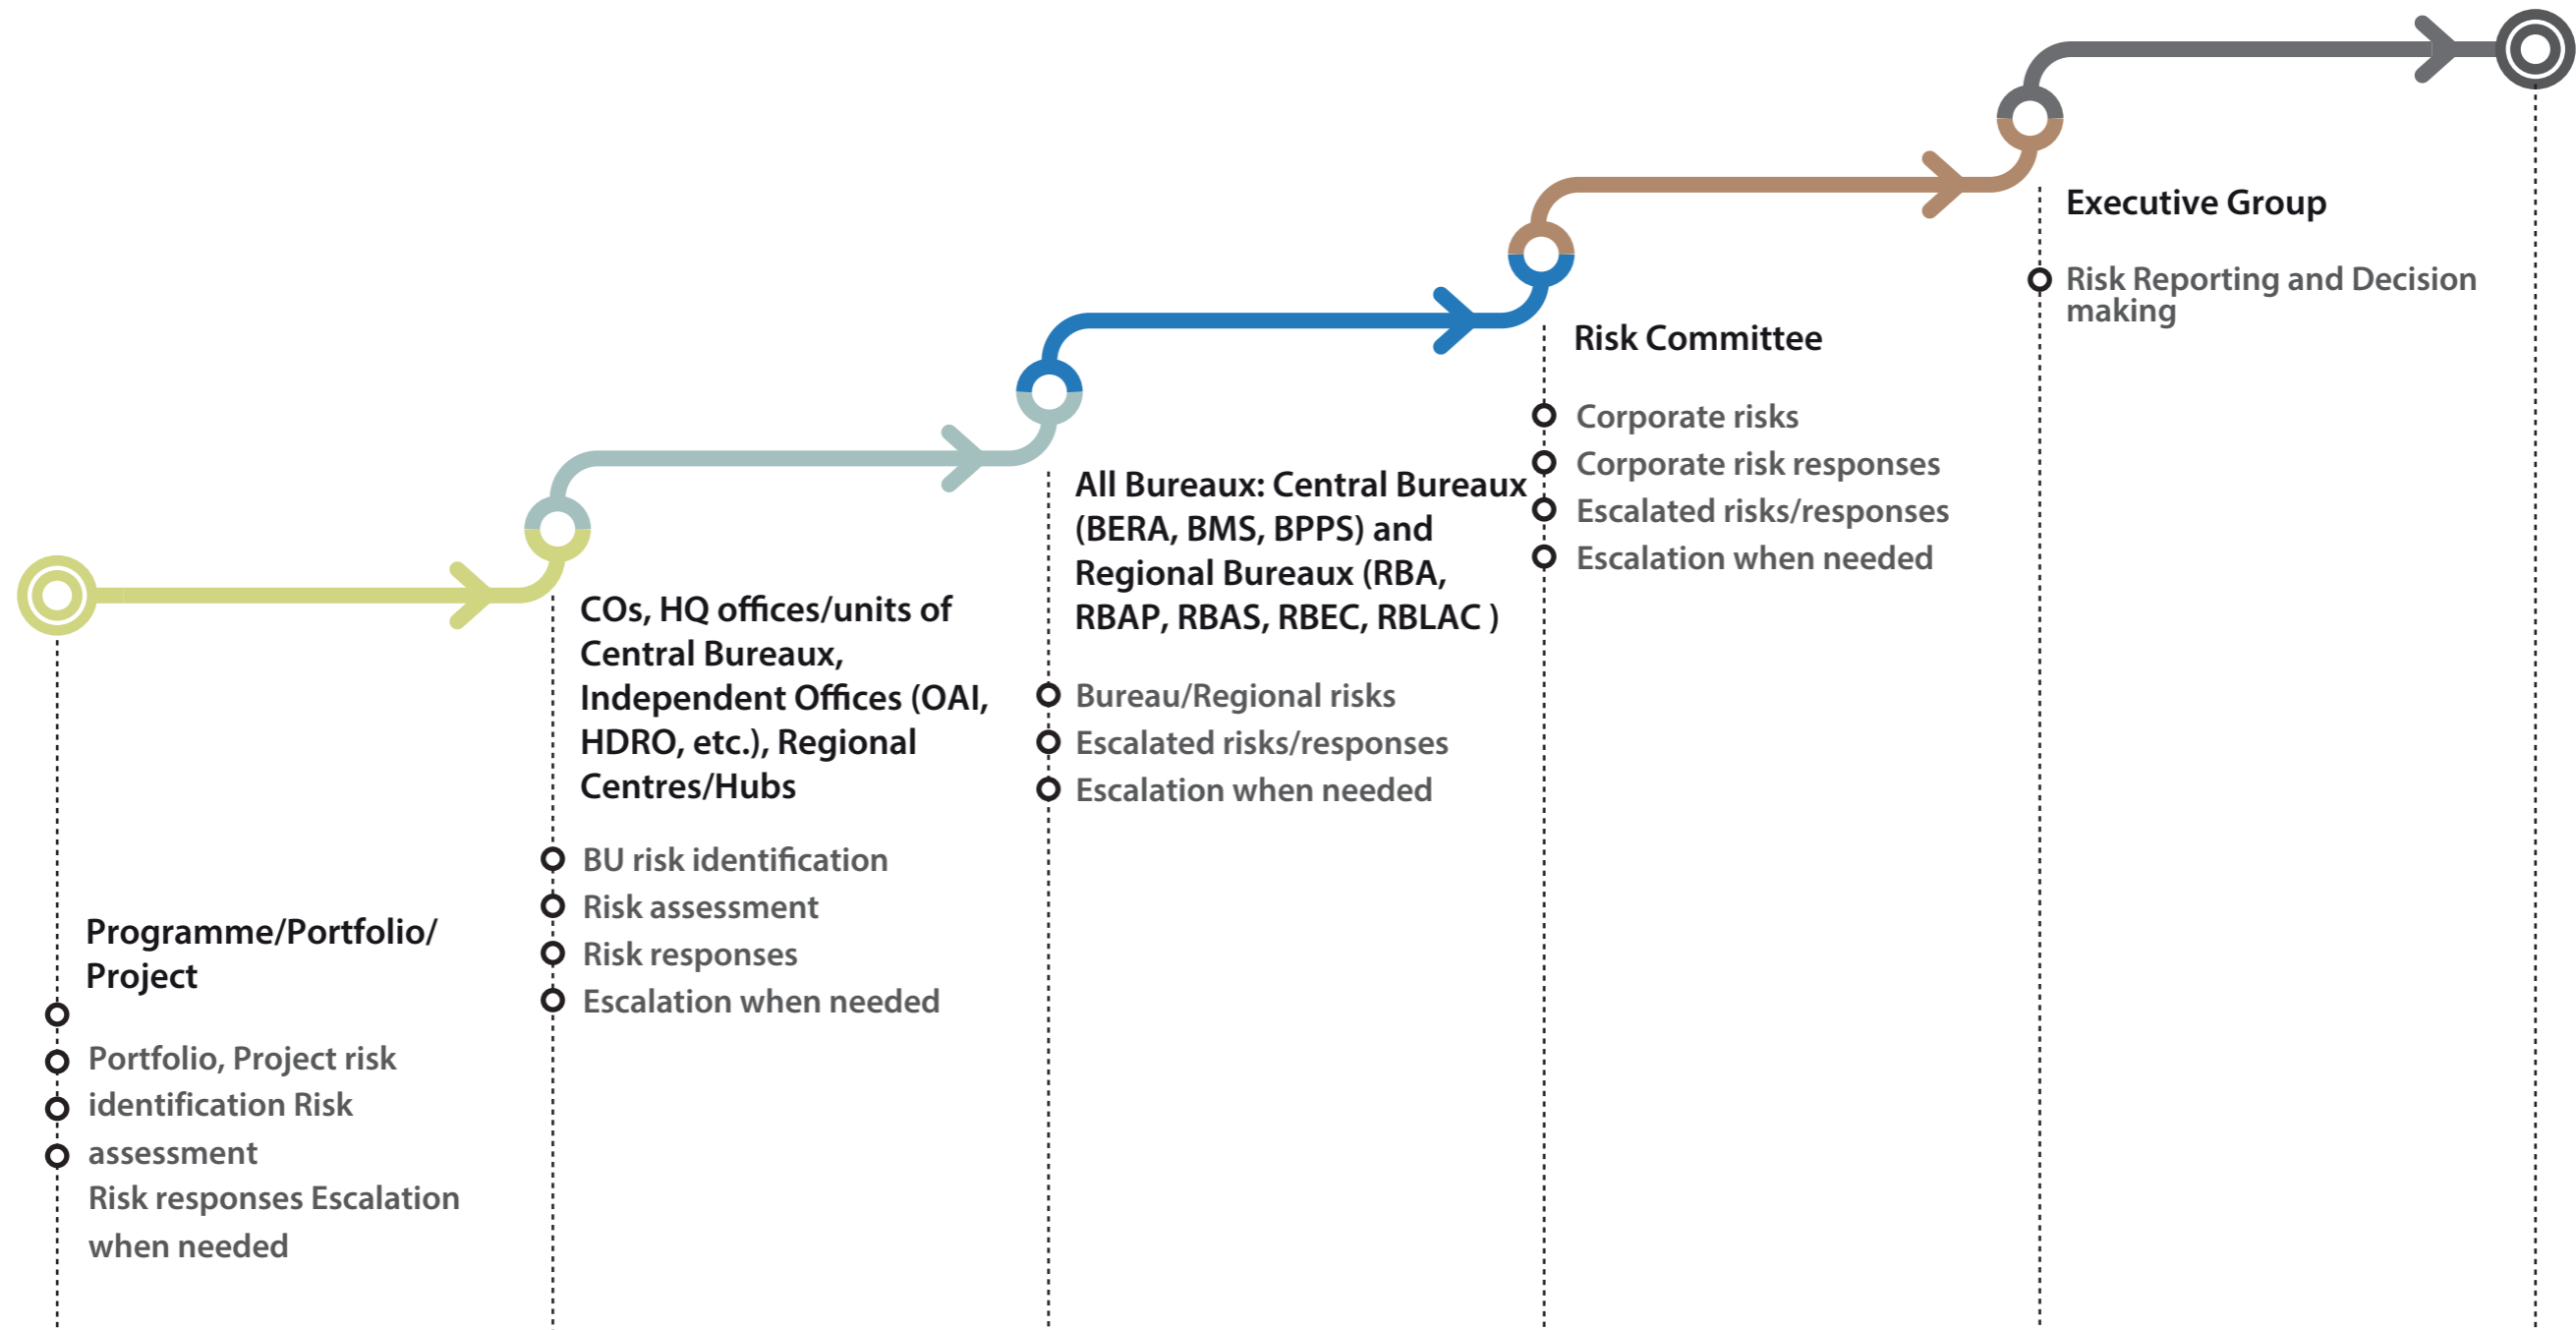 Programme/Portfolio/
Project
Portfolio, Project risk
identification Risk
assessment
Risk responses Escalation
when needed
COs, HQ offices/units of
Central Bureaux,
Independent Offices (OAI,
HDRO, etc.), Regional
Centres/Hubs
BU risk identification
Risk assessment
Risk responses
Escalation when needed
All Bureaux: Central Bureaux
(BERA, BMS, BPPS) and
Regional Bureaux (RBA,
RBAP, RBAS, RBEC, RBLAC )
Bureau/Regional risks
Escalated risks/responses
Escalation when needed
Risk Committee
Corporate risks
Corporate risk responses
Escalated risks/responses
Escalation when needed
Executive Group
Risk Reporting and Decision
making